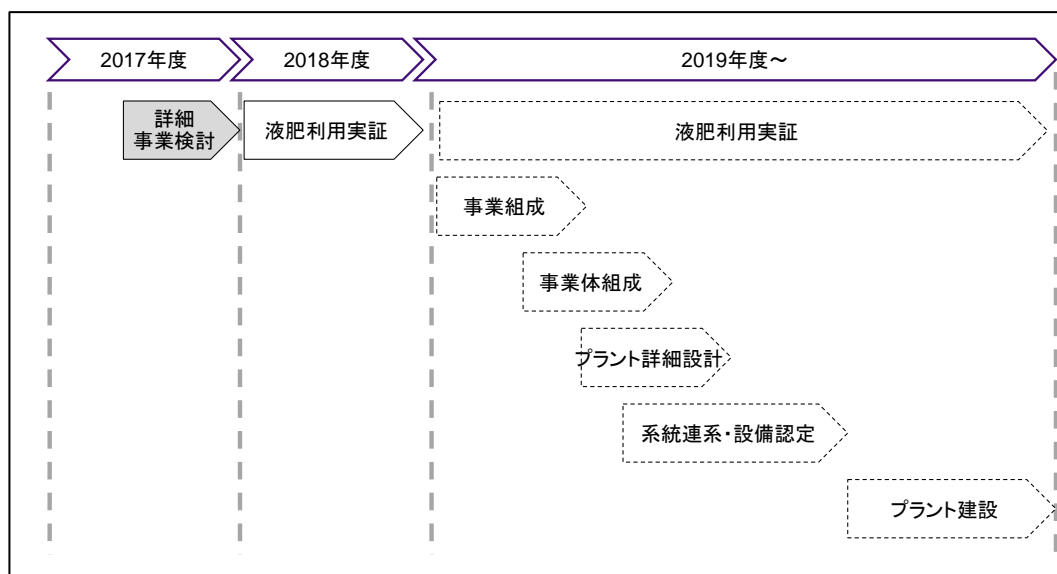 2017年度
2018年度
2019年度～
詳細
事業検討
液肥利用実証
液肥利用実証
事業組成
事業体組成
プラント詳細設計
系統連系・設備認定
プラント建設